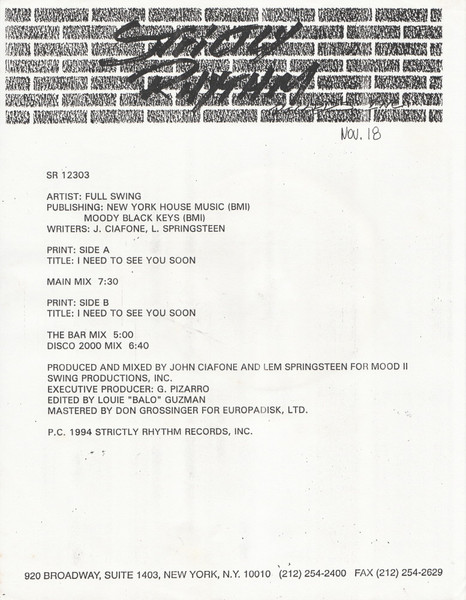 STRICTLY
RHYTHM
Nov. 18
SR 12303
ARTIST: FULL SWING
PUBLISHING: NEW YORK HOUSE MUSIC (BMI)
MOODY BLACK KEYS (BMI)
WRITERS: J. CIAFONE, L. SPRINGSTEEN
PRINT: SIDE A
TITLE: I NEED TO SEE YOU SOON
MAIN MIX 7:30
PRINT: SIDE B
TITLE: I NEED TO SEE YOU SOON
THE BAR MIX 5:00
DISCO 2000 MIX 6:40
PRODUCED AND MIXED BY JOHN CIAFONE AND LEM SPRINGSTEEN FOR MOOD II
SWING PRODUCTIONS, INC.
EXECUTIVE PRODUCER: G. PIZARRO
EDITED BY LOUIE "BALO" GUZMAN
MASTERED BY DON GROSSINGER FOR EUROPADISK, LTD.
P.C. 1994 STRICTLY RHYTHM RECORDS, INC.
920 BROADWAY, SUITE 1403, NEW YORK, N.Y. 10010 (212) 254-2400 FAX (212) 254-2629